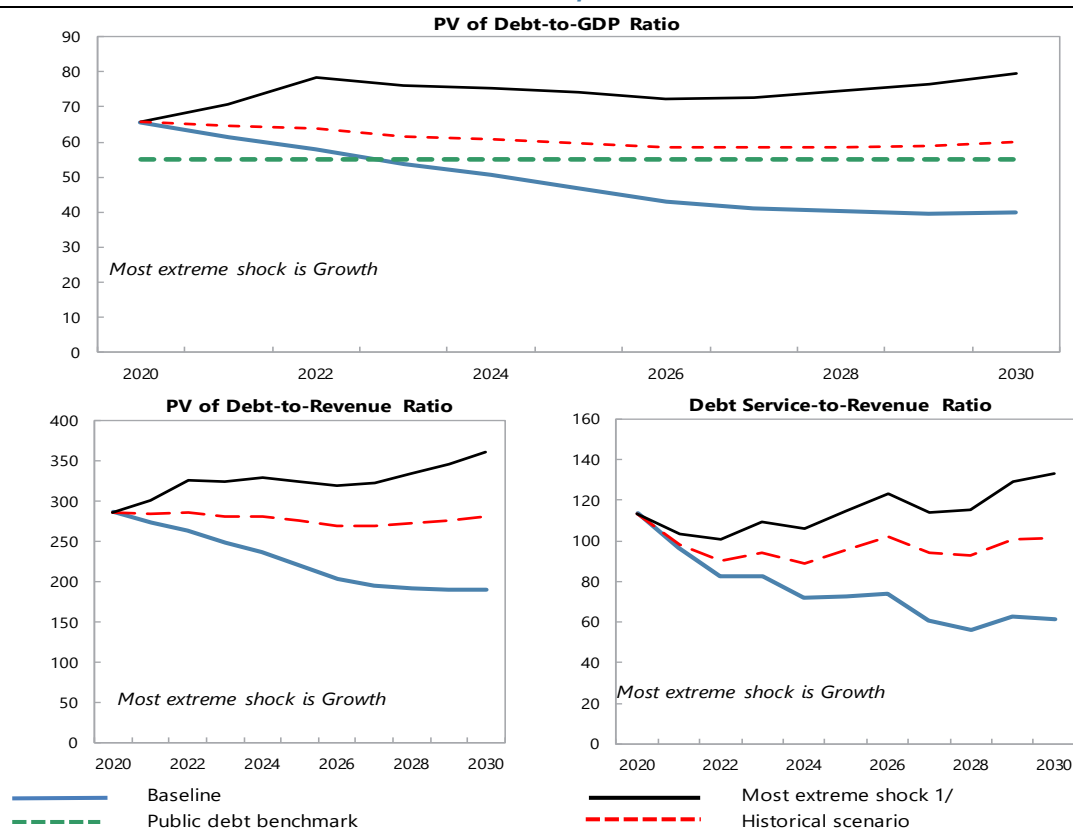 PV of Debt-to-GDP Ratio
90
80
70
60
50
40
30
20
10
0
Most extreme shock is Growth
2020 2022 2024 2026 2028 2030
PV of Debt-to-Revenue Ratio
400
350
300
250
200
150
100
50
0
Most extreme shock is Growth
2020 2022 2024 2026 2028 2030
Debt Service-to-Revenue Ratio
160
140
120
100
80
60
40
20
0
Most extreme shock is Growth
2020 2022 2024 2026 2028 2030
Baseline
Public debt benchmark
Most extreme shock 1/
Historical scenario